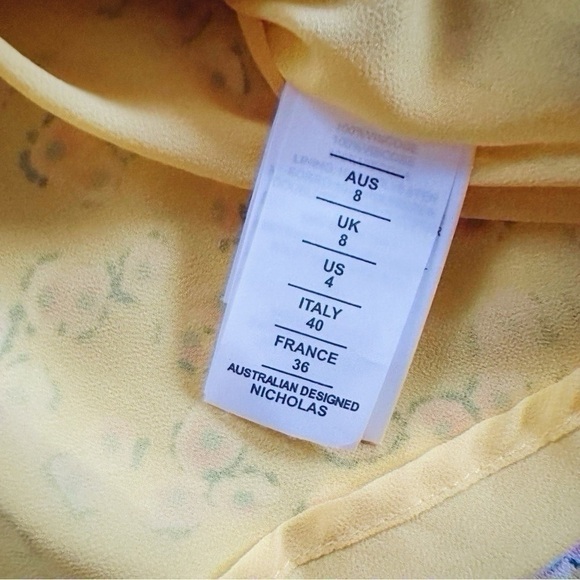 AUS
8
UK
8
US
4
ITALY
40
FRANCE
36
AUSTRALIAN DESIGNED
NICHOLAS